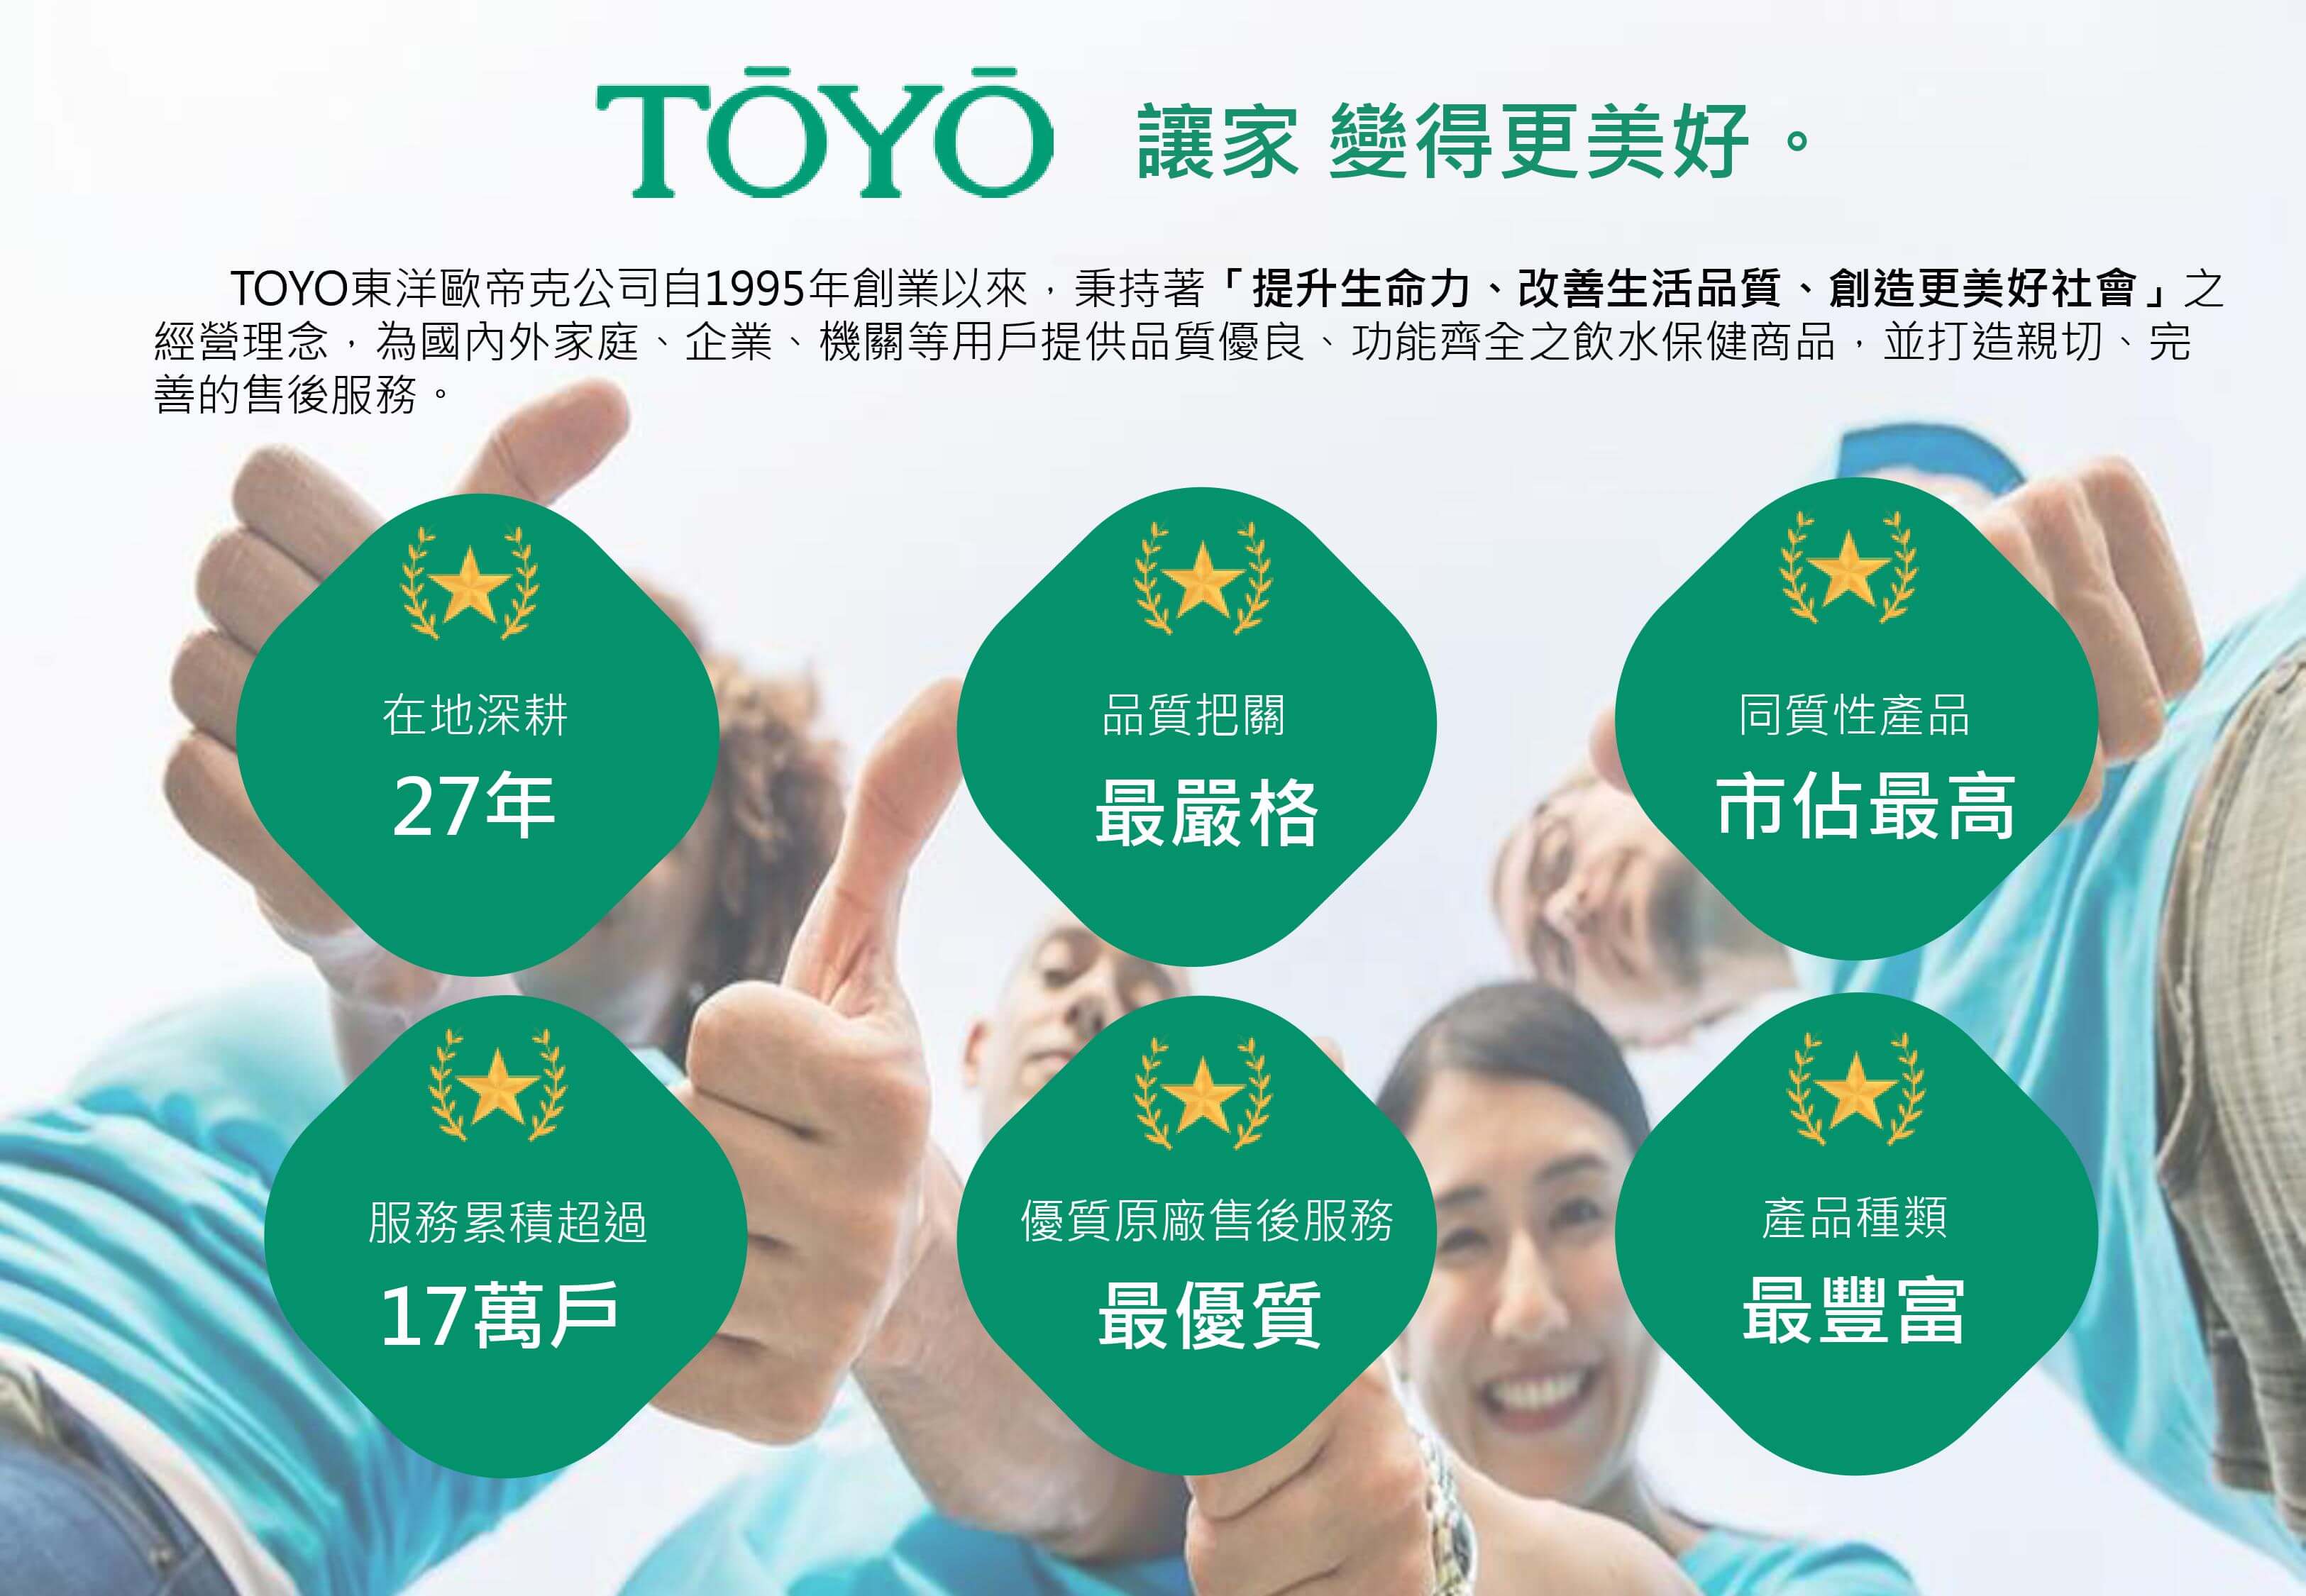 TŌYŌ 讓家 變得更美好。
TOYO東洋歐帝克公司自1995年創業以來，秉持著「提升生命力、改善生活品質、創造更美好社會」之
經營理念，為國內外家庭、企業、機關等用戶提供品質優良、功能齊全之飲水保健商品，並打造親切、完
善的售後服務。
在地深耕
27年
品質把關
最嚴格
同質性產品
市佔最高
服務累積超過
17萬戶
優質原廠售後服務
最優質
產品種類
最豐富